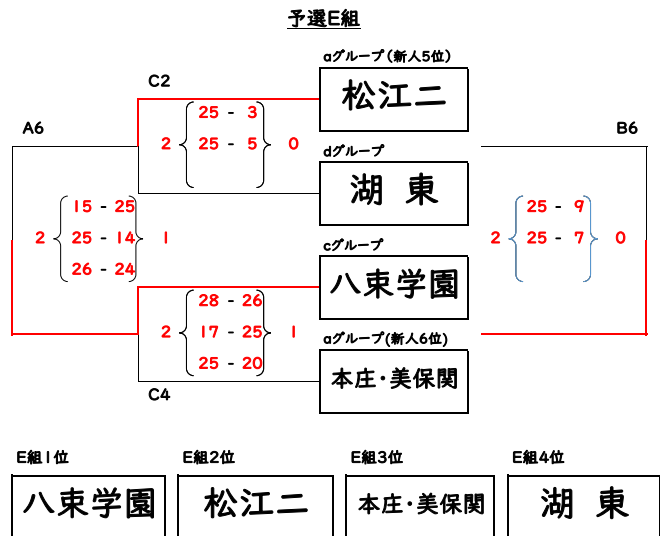 予選E組
aグループ(新人5位)
C2
松江二
25 - 3
A6
B6
2 25 - 5 0
dグループ
湖 東
15 - 25
25 - 9
2 25 - 14 1
2 25 - 7 0
cグループ
26 - 24
八束学園
28 - 26
2 17 - 25 1
aグループ(新人6位)
25 - 20
本庄・美保関
C4
E組1位 E組2位 E組3位 E組4位
八束学園 松江二 本庄・美保関 湖 東